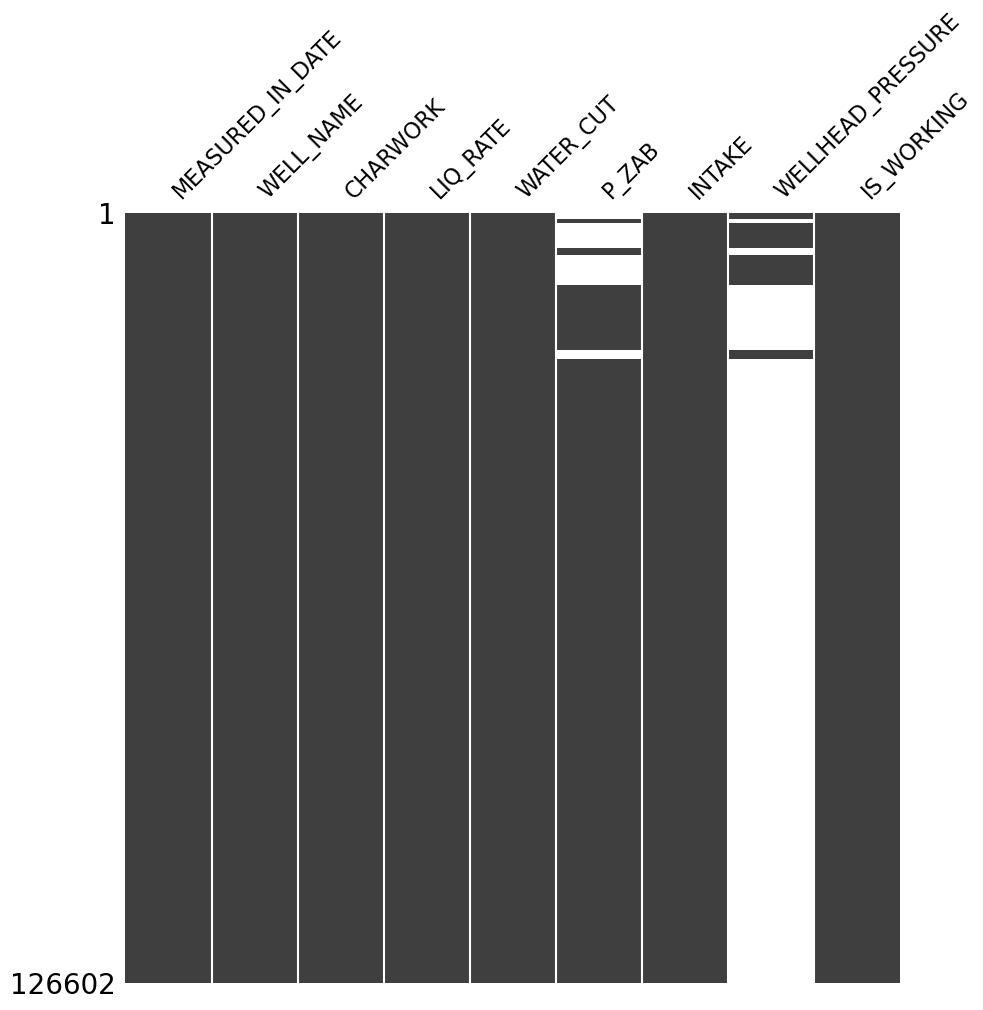 MEASURED_IN_DATE
WELL_NAME
CHARWORK
LIQ_RATE
WATER_CUT
P_ZAB
INTAKE
WELLHEAD_PRESSURE
IS_WORKING
1
126602